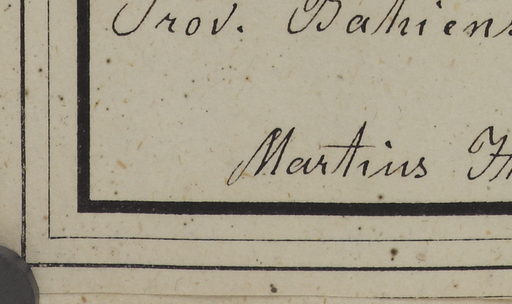 Prov. Bahiens
Martius H